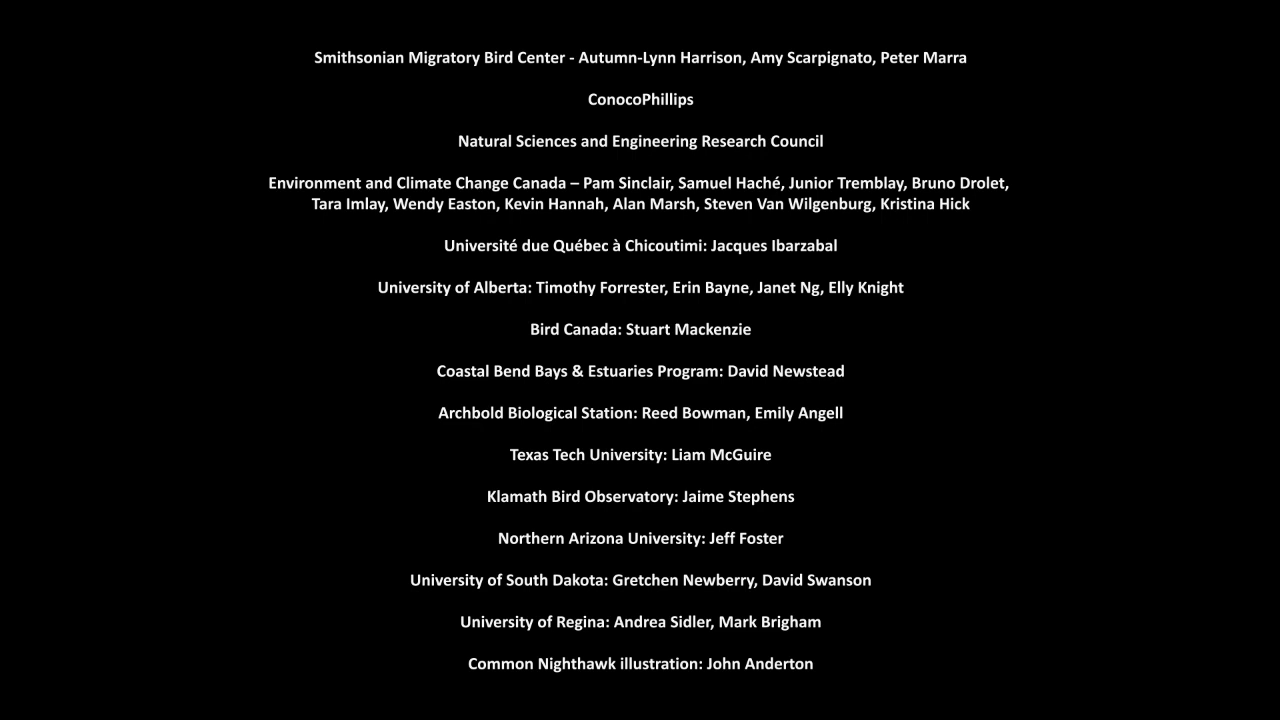 Smithsonian Migratory Bird Center - Autumn-Lynn Harrison, Amy Scarpignato, Peter Marra
ConocoPhillips
Natural Sciences and Engineering Research Council
Environment and Climate Change Canada – Pam Sinclair, Samuel Haché, Junior Tremblay, Bruno Drolet,
Tara Imlay, Wendy Easton, Kevin Hannah, Alan Marsh, Steven Van Wilgenburg, Kristina Hick
Université due Québec à Chicoutimi: Jacques Ibarzabal
University of Alberta: Timothy Forrester, Erin Bayne, Janet Ng, Elly Knight
Bird Canada: Stuart Mackenzie
Coastal Bend Bays & Estuaries Program: David Newstead
Archbold Biological Station: Reed Bowman, Emily Angell
Texas Tech University: Liam McGuire
Klamath Bird Observatory: Jaime Stephens
Northern Arizona University: Jeff Foster
University of South Dakota: Gretchen Newberry, David Swanson
University of Regina: Andrea Sidler, Mark Brigham
Common Nighthawk illustration: John Anderton